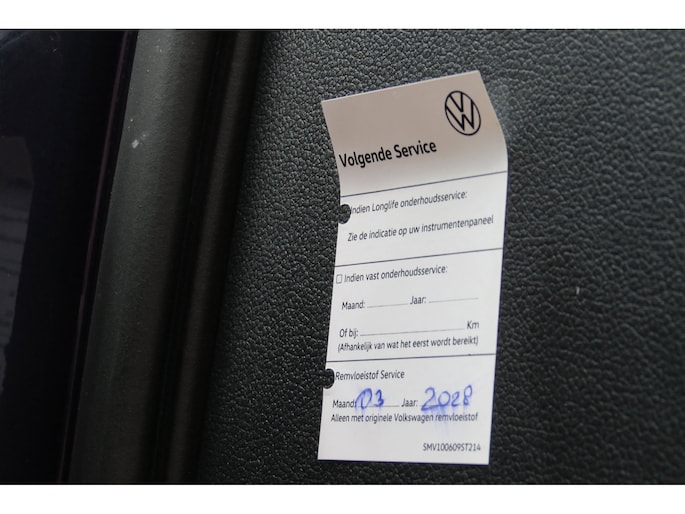 Volgende Service
Indien Longlife onderhoudsservice:
Zie de indicatie op uw instrumentenpaneel
Indien vast onderhoudsservice:
Maand: Jaar:
Of bij: Km
(Afhankelijk van wat het eerst wordt bereikt)
Remvloeistof Service
Maand: 03 Jaar: 2028
Alleen met originele Volkswagen remvloeistof
SMV100609ST214